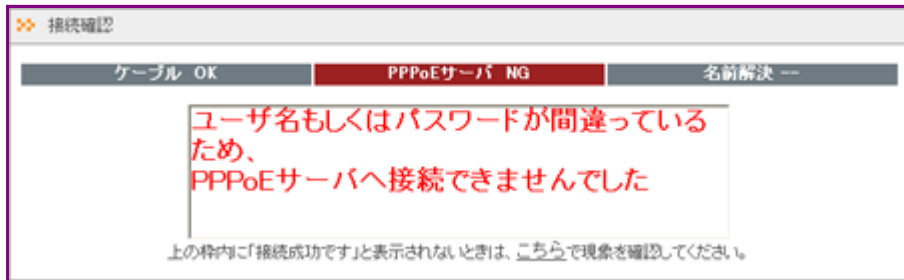 >> 接続確認
ケーブル OK PPPoEサーバ NG 名前解決 --
ユーザ名もしくはパスワードが間違っている
ため、
PPPoEサーバへ接続できませんでした
上の枠内に「接続成功です」と表示されないときは、こちらで現象を確認してください。